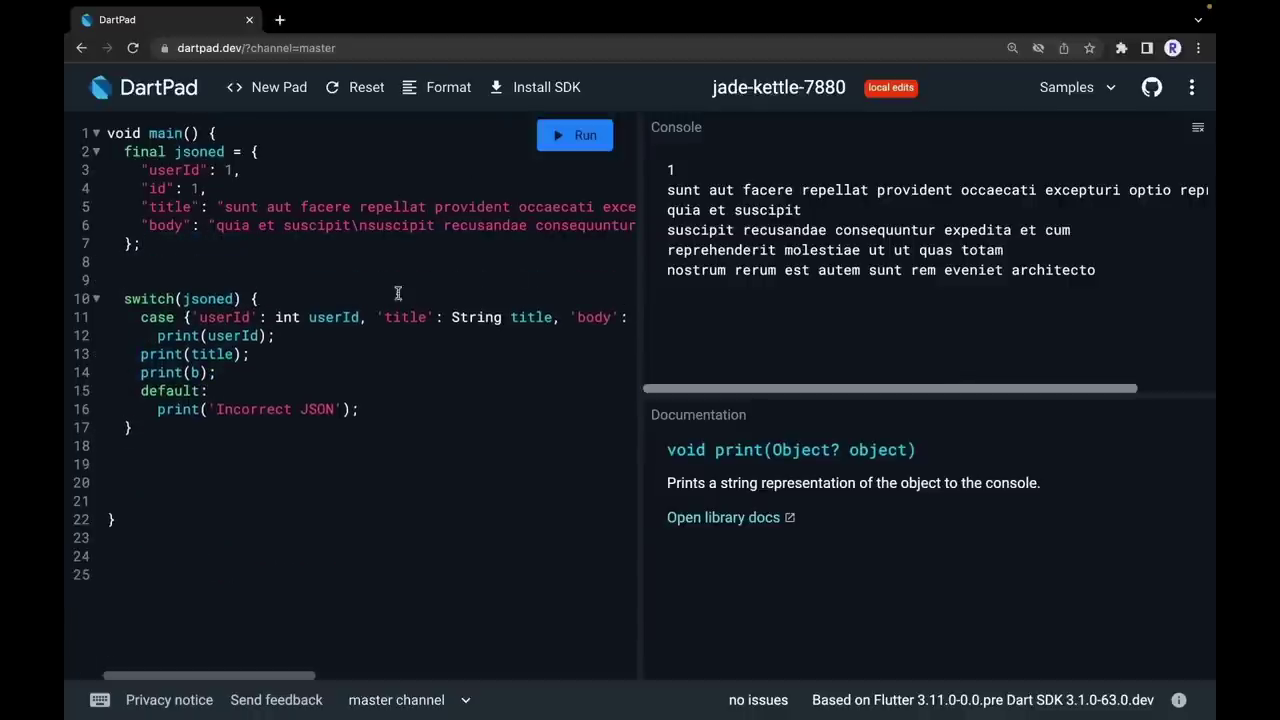 DartPad
dartpad.dev/?channel=master
R
DartPad
<> New Pad
Reset
Format
Install SDK
jade-kettle-7880
local edits
Samples
1 void main() {
2 final jsoned = {
3 "userId": 1,
4 "id": 1,
5 "title": "sunt aut facere repellat provident occaecati exce
6 "body": "quia et suscipit\nsuscipit recusandae consequuntur
7 };
8
9
10 switch(jsoned) {
11 case {'userId': int userId, 'title': String title, 'body':
12 print(userId);
13 print(title);
14 print(b);
15 default:
16 print('Incorrect JSON');
17 }
18
19
20
21
22 }
23
24
25
Run
Console
1
sunt aut facere repellat provident occaecati excepturi optio repr
quia et suscipit
suscipit recusandae consequuntur expedita et cum
reprehenderit molestiae ut ut quas totam
nostrum rerum est autem sunt rem eveniet architecto
Documentation
void print(Object? object)
Prints a string representation of the object to the console.
Open library docs
Privacy notice
Send feedback
master channel
no issues
Based on Flutter 3.11.0-0.0.pre Dart SDK 3.1.0-63.0.dev